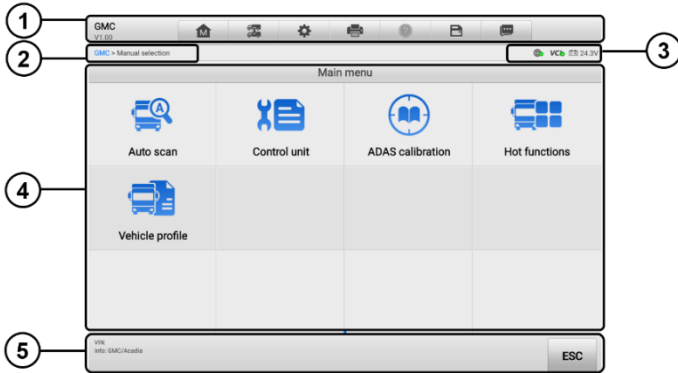 1
GMC
V1.00
M
2
GMC > Manual selection
VCI
24.3V
3
Main menu
A
Auto scan
Control unit
ADAS calibration
Hot functions
4
Vehicle profile
5
VIN:
Info: GMC/Acadia
ESC